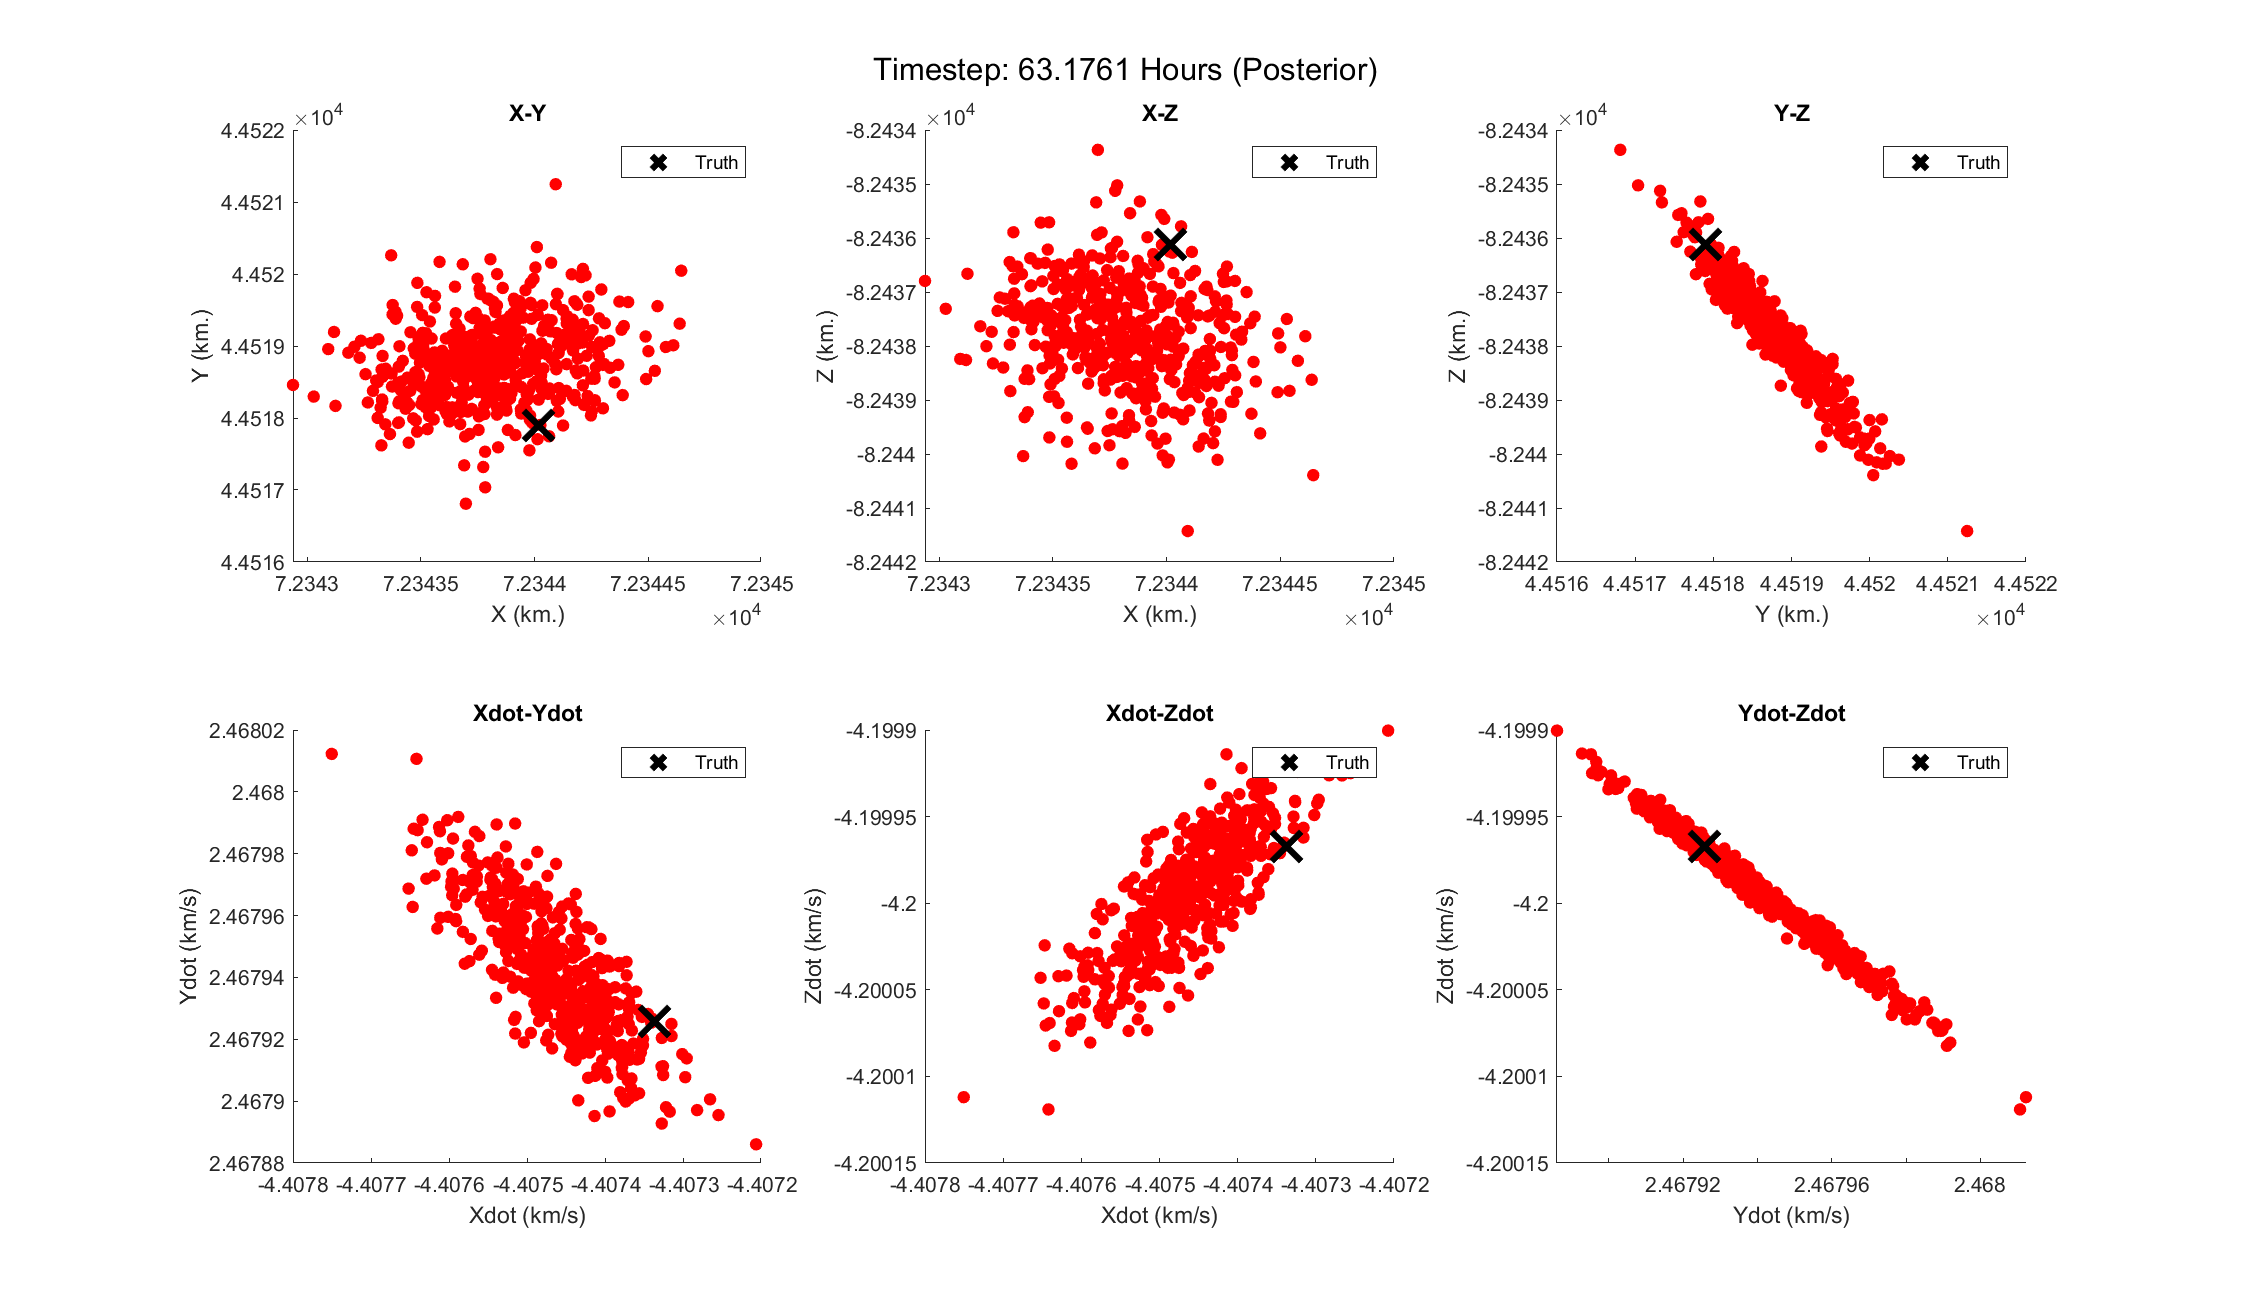 Timestep: 63.1761 Hours (Posterior)
X-Y
×10^4
4.4522
4.4521
4.452
4.4519
4.4518
4.4517
4.4516
Y (km.)
Truth
7.2343 7.23435 7.2344 7.23445 7.2345
X (km.)
×10^4
X-Z
×10^4
-8.2434
-8.2435
-8.2436
-8.2437
-8.2438
-8.2439
-8.244
-8.2441
-8.2442
Z (km.)
Truth
7.2343 7.23435 7.2344 7.23445 7.2345
X (km.)
×10^4
Y-Z
×10^4
-8.2434
-8.2435
-8.2436
-8.2437
-8.2438
-8.2439
-8.244
-8.2441
-8.2442
Z (km.)
Truth
4.4516 4.4517 4.4518 4.4519 4.452 4.4521 4.4522
Y (km.)
×10^4
Xdot-Ydot
2.46802
2.468
2.46798
2.46796
2.46794
2.46792
2.4679
2.46788
Ydot (km/s)
Truth
-4.4078 -4.4077 -4.4076 -4.4075 -4.4074 -4.4073 -4.4072
Xdot (km/s)
Xdot-Zdot
-4.1999
-4.19995
-4.2
-4.20005
-4.2001
-4.20015
Zdot (km/s)
Truth
-4.4078 -4.4077 -4.4076 -4.4075 -4.4074 -4.4073 -4.4072
Xdot (km/s)
Ydot-Zdot
-4.1999
-4.19995
-4.2
-4.20005
-4.2001
-4.20015
Zdot (km/s)
Truth
2.46792 2.46796 2.468
Ydot (km/s)